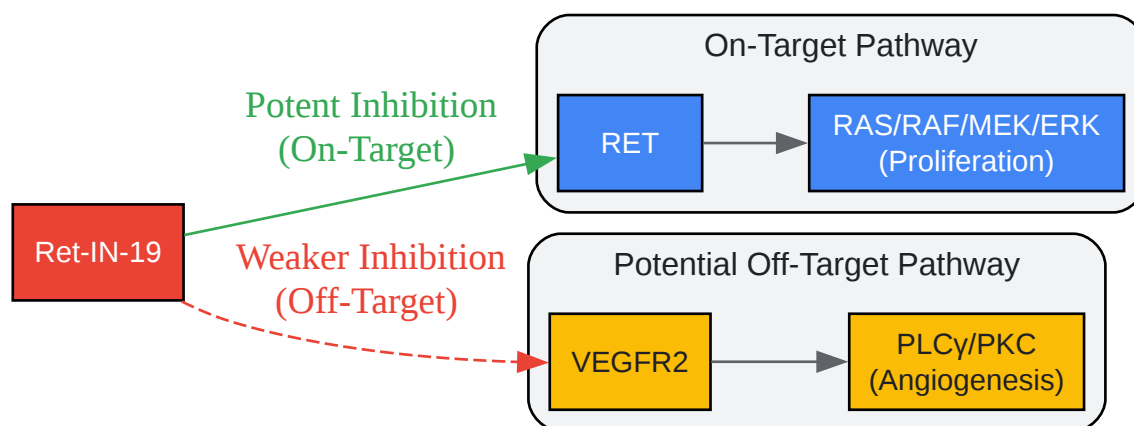 On-Target Pathway
Potent Inhibition
(On-Target)
RET
RAS/RAF/MEK/ERK
(Proliferation)
Ret-IN-19
Weaker Inhibition
(Off-Target)
Potential Off-Target Pathway
VEGFR2
PLCγ/PKC
(Angiogenesis)